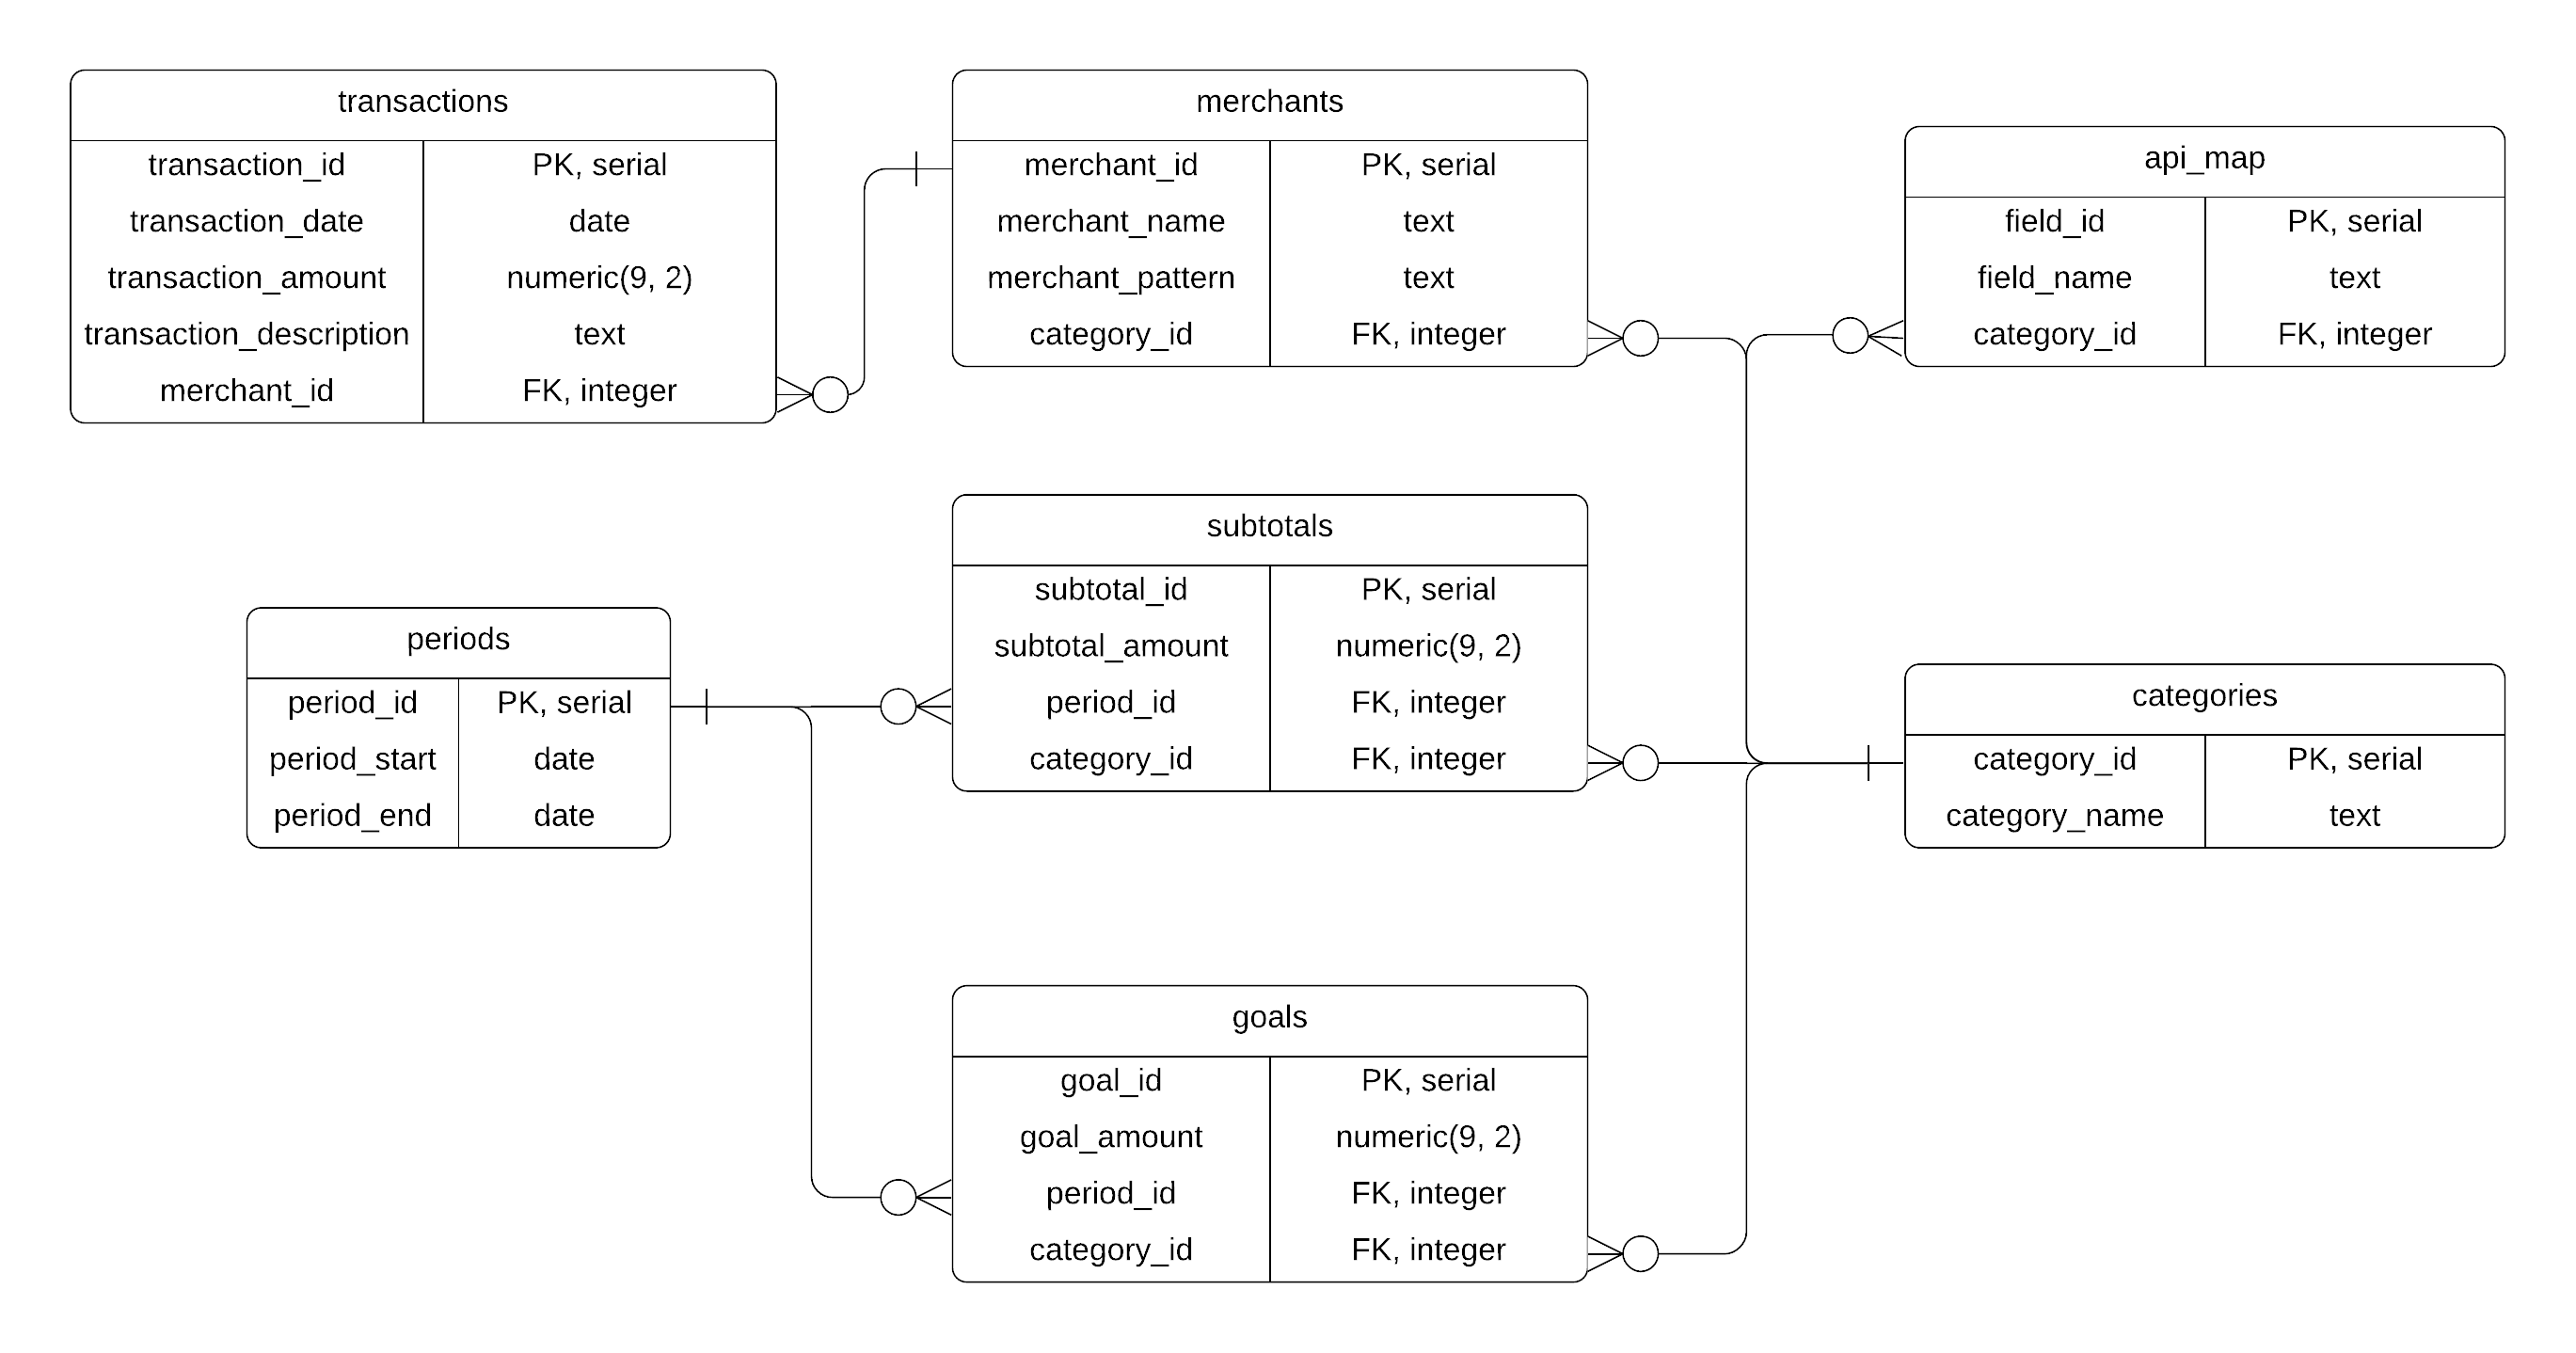 transactions
transaction_id PK, serial
transaction_date date
transaction_amount numeric(9, 2)
transaction_description text
merchant_id FK, integer
merchants
merchant_id PK, serial
merchant_name text
merchant_pattern text
category_id FK, integer
api_map
field_id PK, serial
field_name text
category_id FK, integer
periods
period_id PK, serial
period_start date
period_end date
subtotals
subtotal_id PK, serial
subtotal_amount numeric(9, 2)
period_id FK, integer
category_id FK, integer
categories
category_id PK, serial
category_name text
goals
goal_id PK, serial
goal_amount numeric(9, 2)
period_id FK, integer
category_id FK, integer